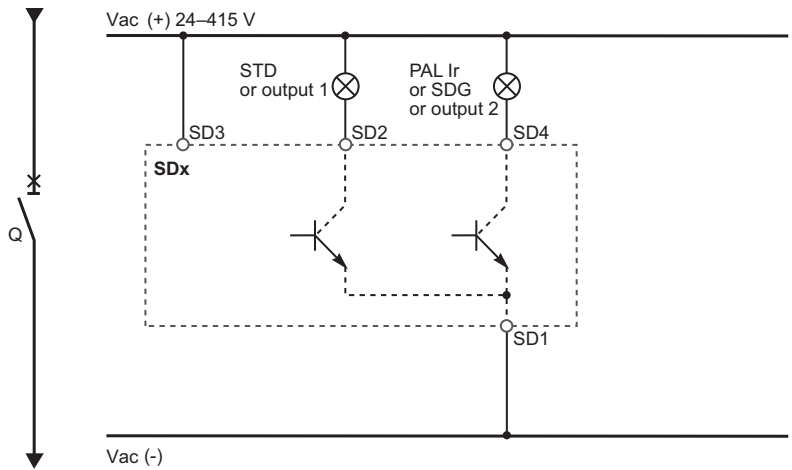 Vac (+) 24–415 V
STD
or output 1
PAL Ir
or SDG
or output 2
SD3
SD2
SD4
SDx
Q
SD1
Vac (-)